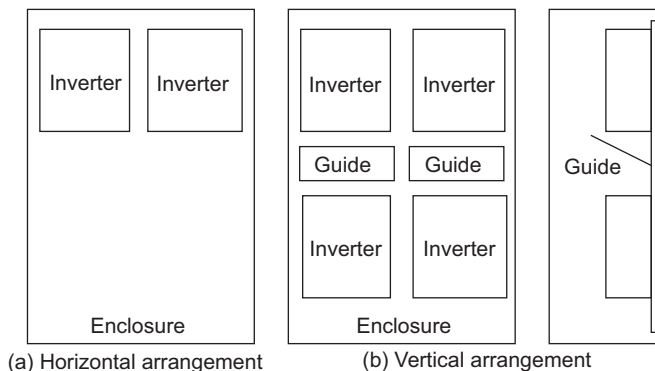 Inverter Inverter
Enclosure
(a) Horizontal arrangement
Inverter Inverter
Guide Guide
Inverter Inverter
Enclosure
Guide
(b) Vertical arrangement